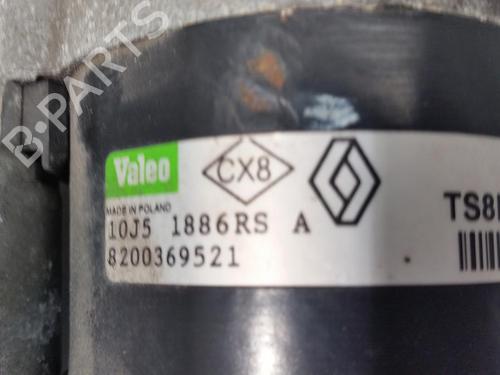 B-PARTS
Valeo
CX8
MADE IN POLAND
10J5 1886RS A
8200369521
TS8